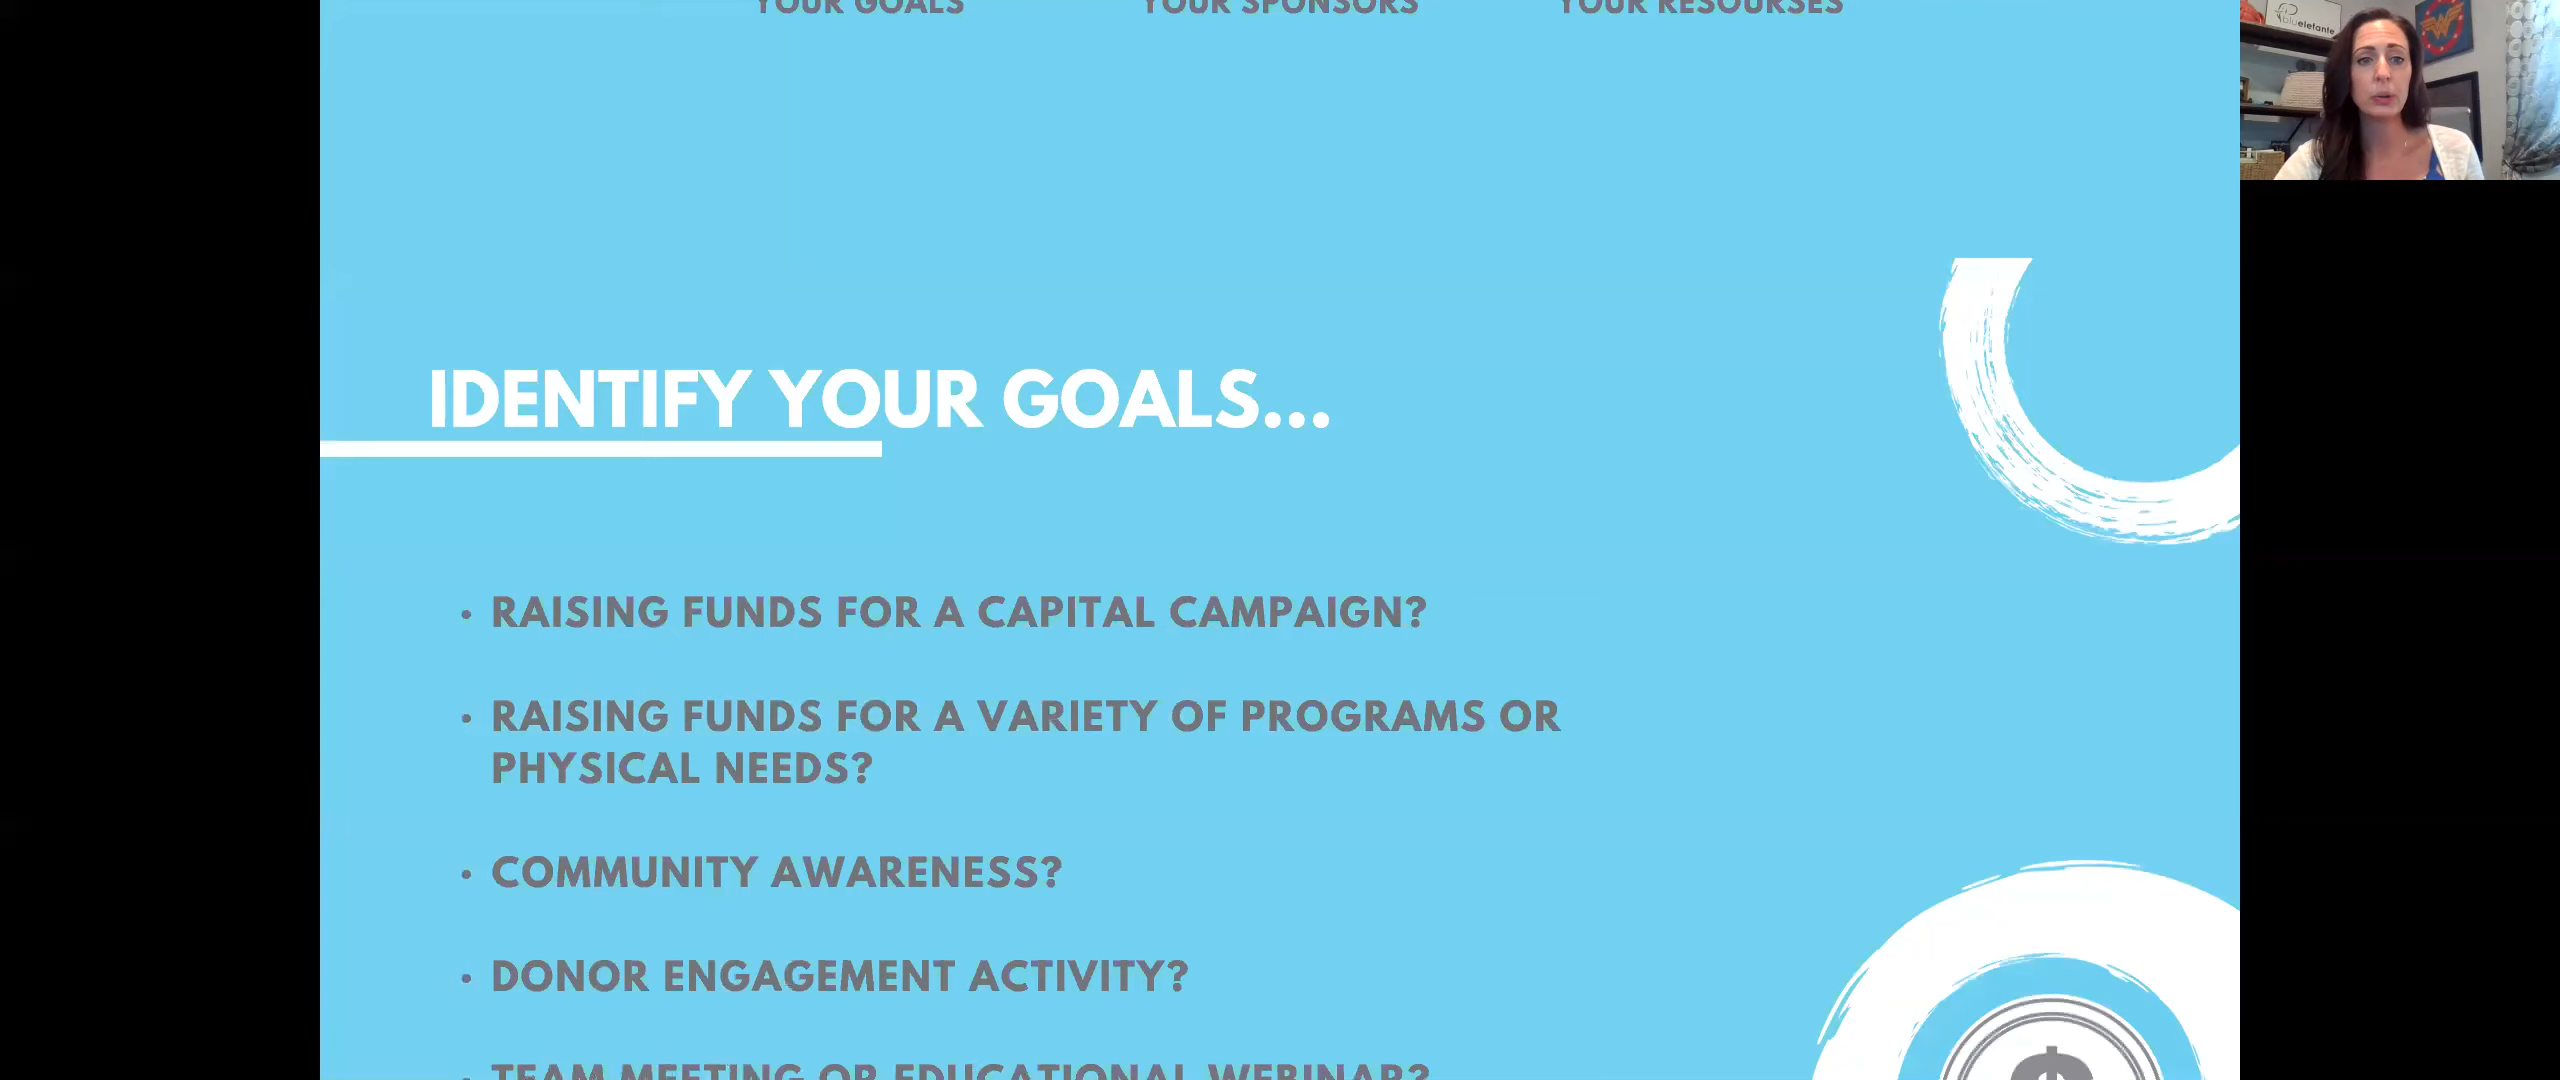 YOUR GOALS YOUR SPONSORS YOUR RESOURSES
bluelefante
IDENTIFY YOUR GOALS...
• RAISING FUNDS FOR A CAPITAL CAMPAIGN?
• RAISING FUNDS FOR A VARIETY OF PROGRAMS OR
PHYSICAL NEEDS?
• COMMUNITY AWARENESS?
• DONOR ENGAGEMENT ACTIVITY?
• TEAM MEETING OR EDUCATIONAL WEBINAR?
$